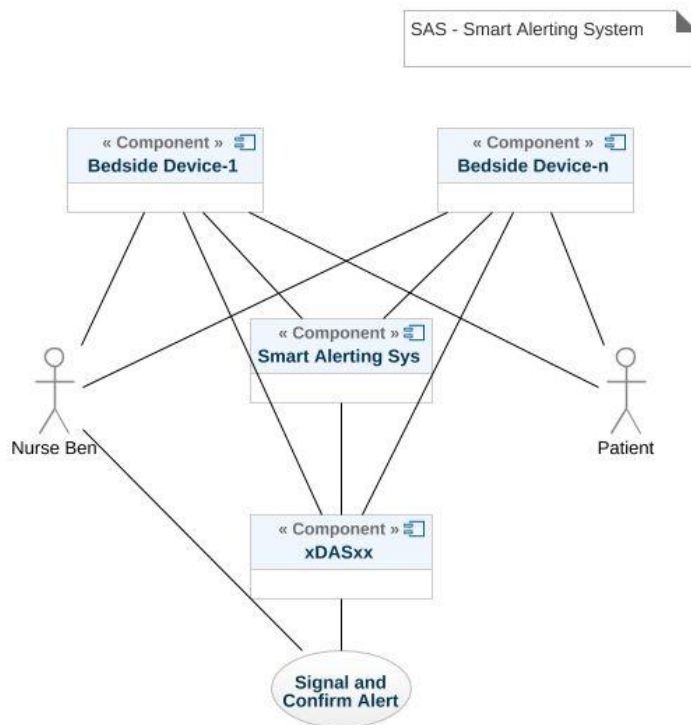 SAS - Smart Alerting System
« Component »
Bedside Device-1
« Component »
Bedside Device-n
« Component »
Smart Alerting Sys
Nurse Ben
Patient
« Component »
xDASxx
Signal and
Confirm Alert